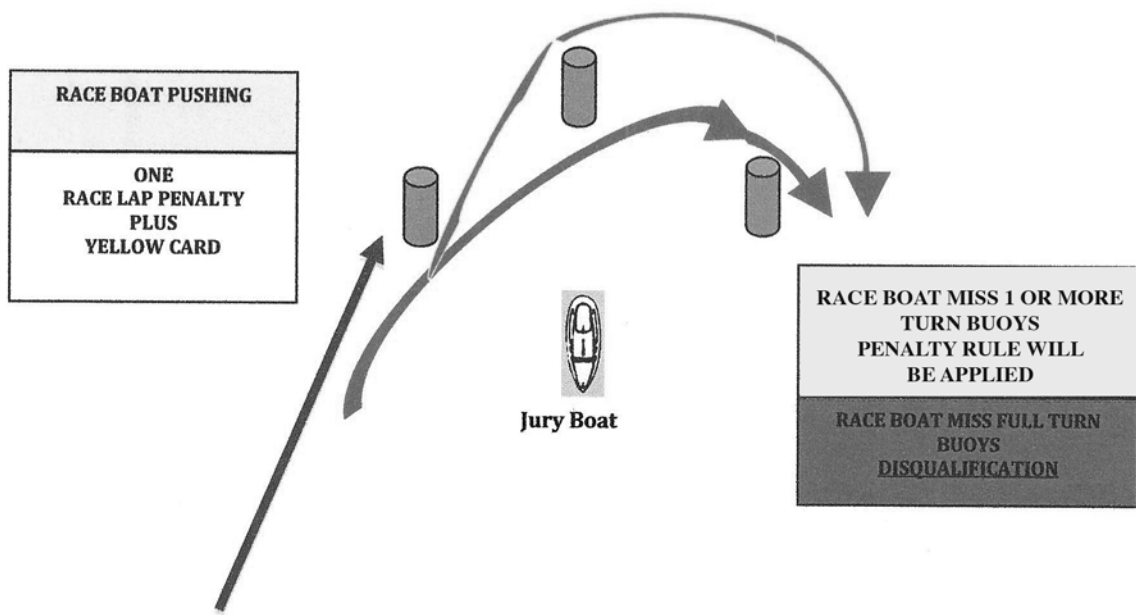 RACE BOAT PUSHING
ONE
RACE LAP PENALTY
PLUS
YELLOW CARD
Jury Boat
RACE BOAT MISS 1 OR MORE
TURN BUOYS
PENALTY RULE WILL
BE APPLIED
RACE BOAT MISS FULL TURN
BUOYS
DISQUALIFICATION